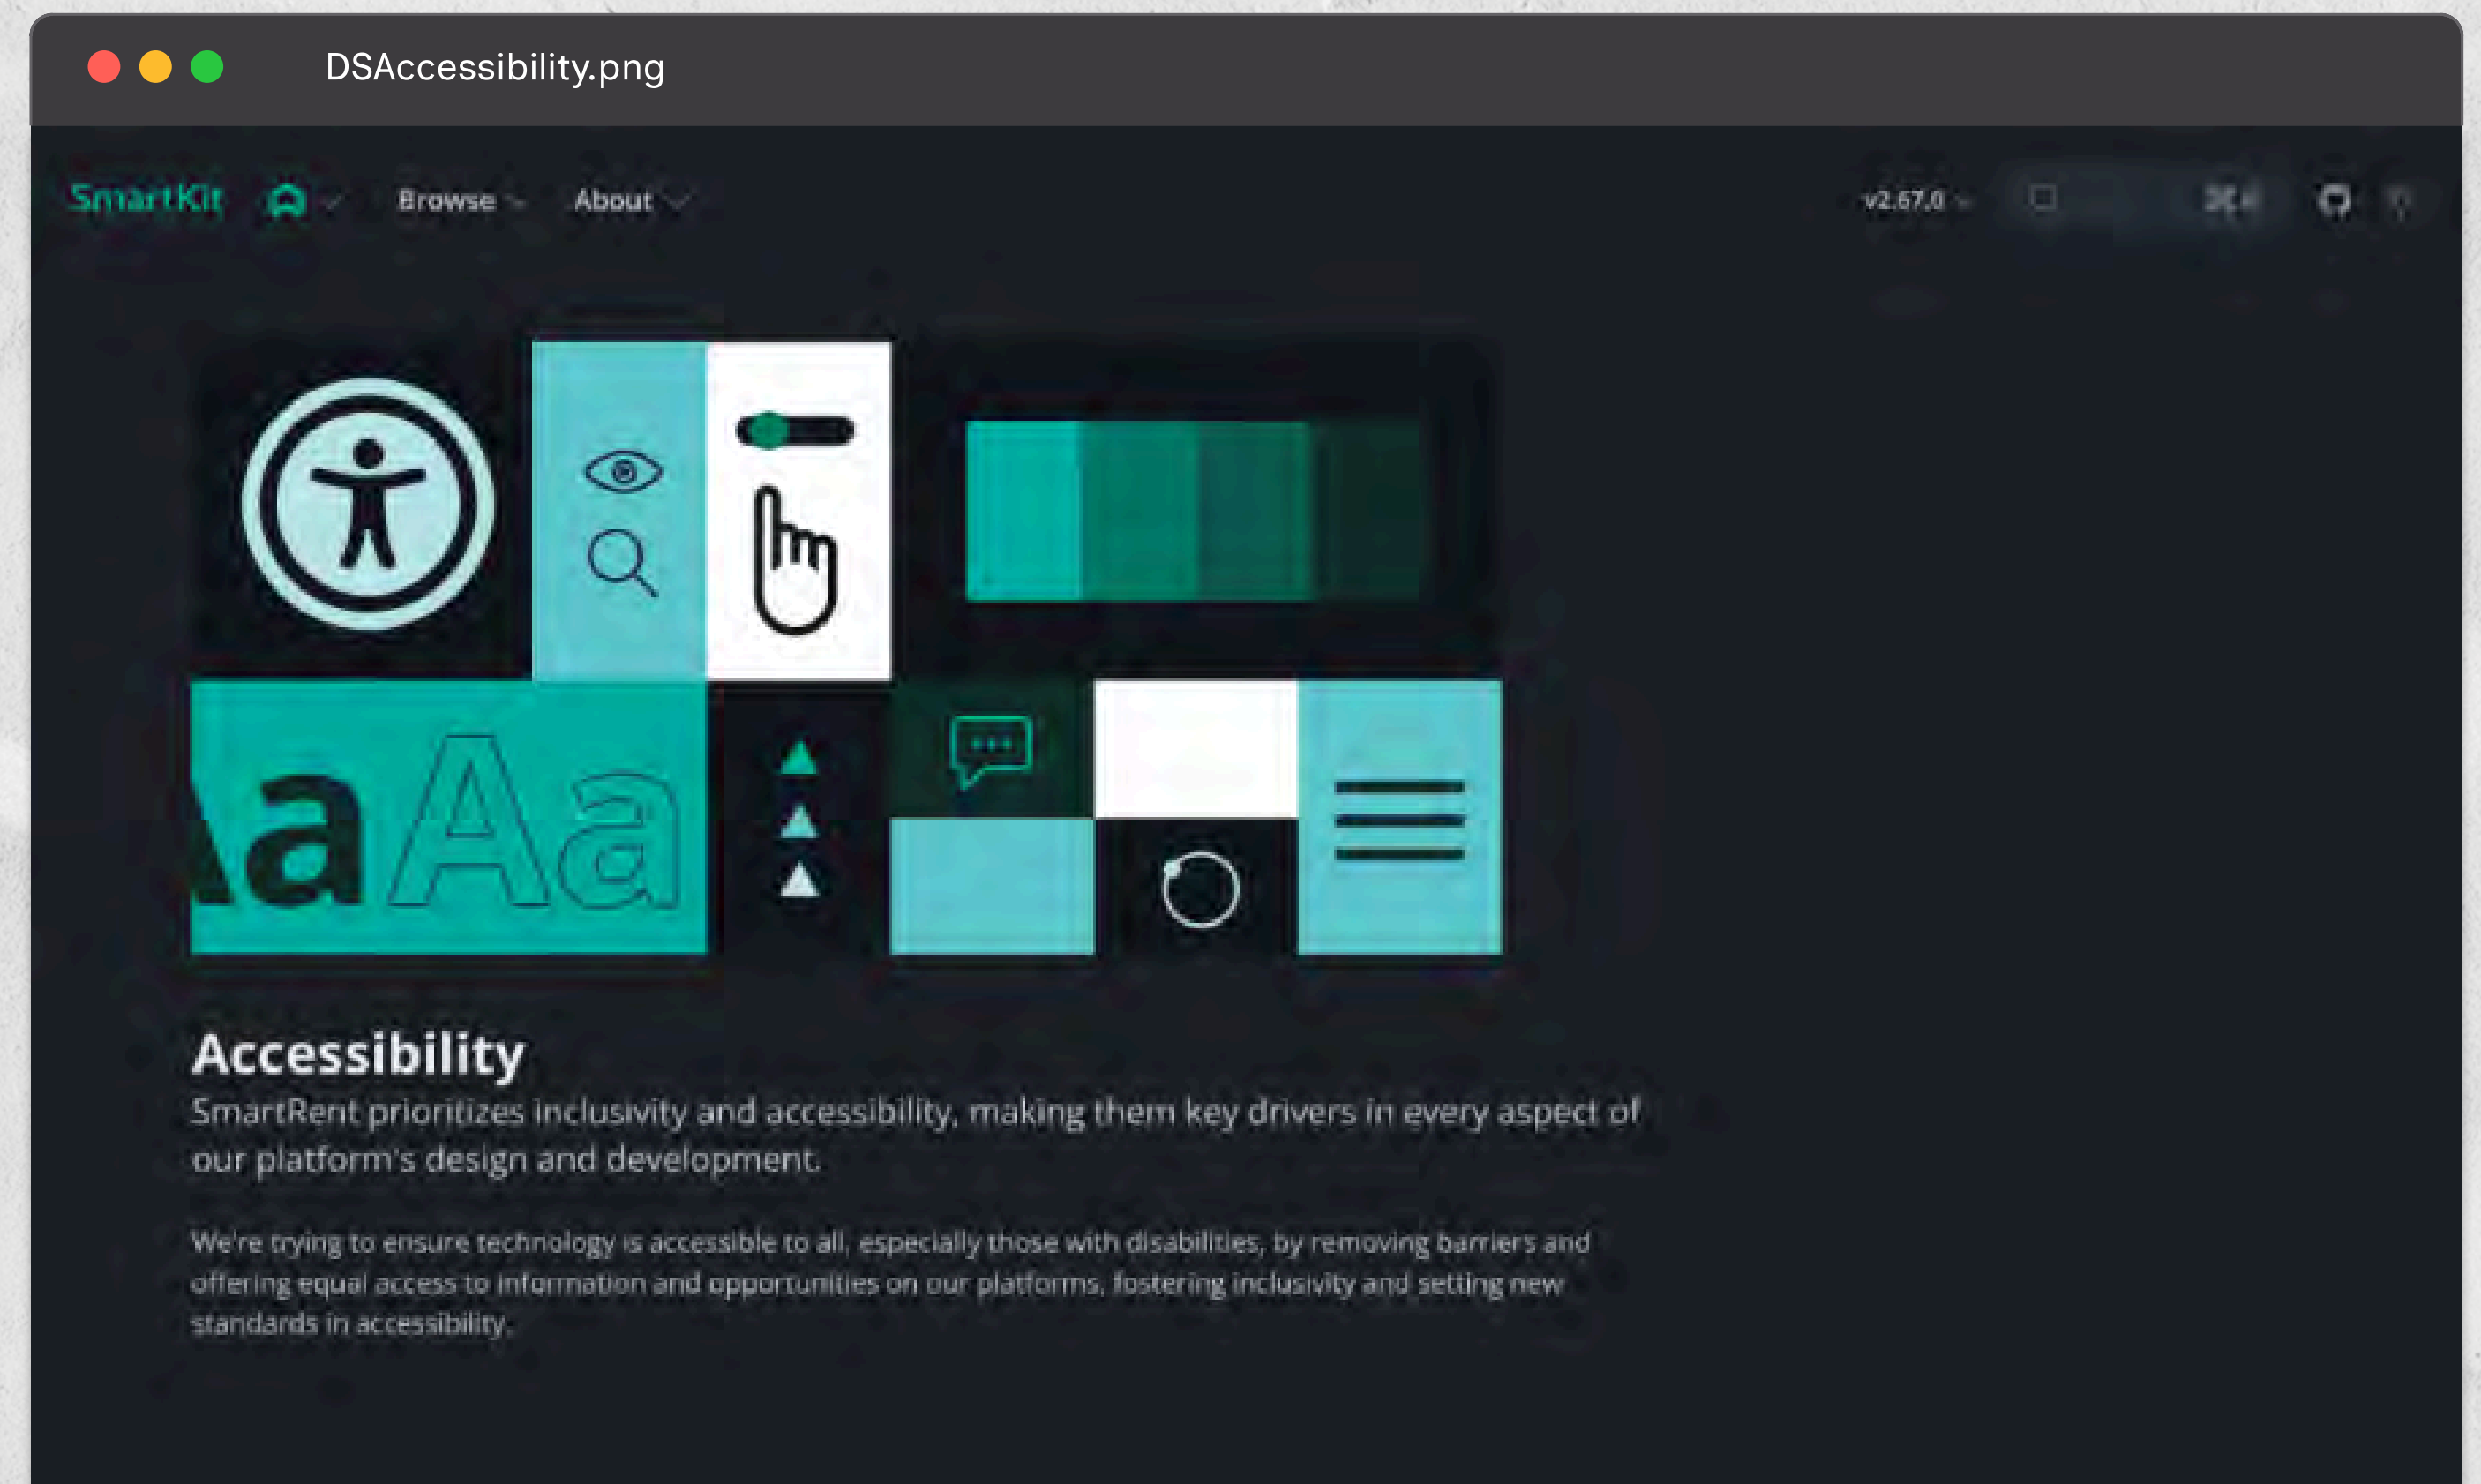 DSAccessibility.png
SmartKit Browse About v2.67.0
Aa Aa
Accessibility
SmartRent prioritizes inclusivity and accessibility, making them key drivers in every aspect of
our platform's design and development.
We're trying to ensure technology is accessible to all, especially those with disabilities, by removing barriers and
offering equal access to information and opportunities on our platforms, fostering inclusivity and setting new
standards in accessibility.